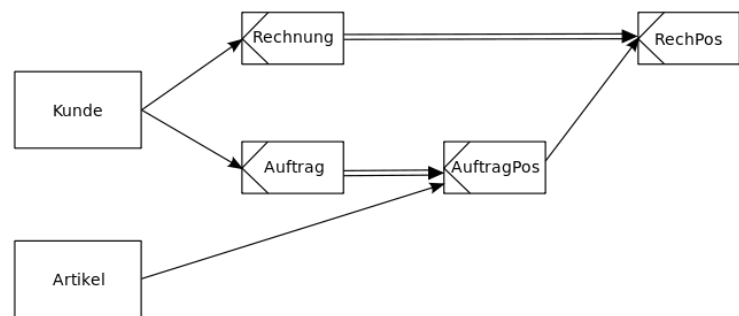 Rechnung
RechPos
Kunde
Auftrag
AuftragPos
Artikel